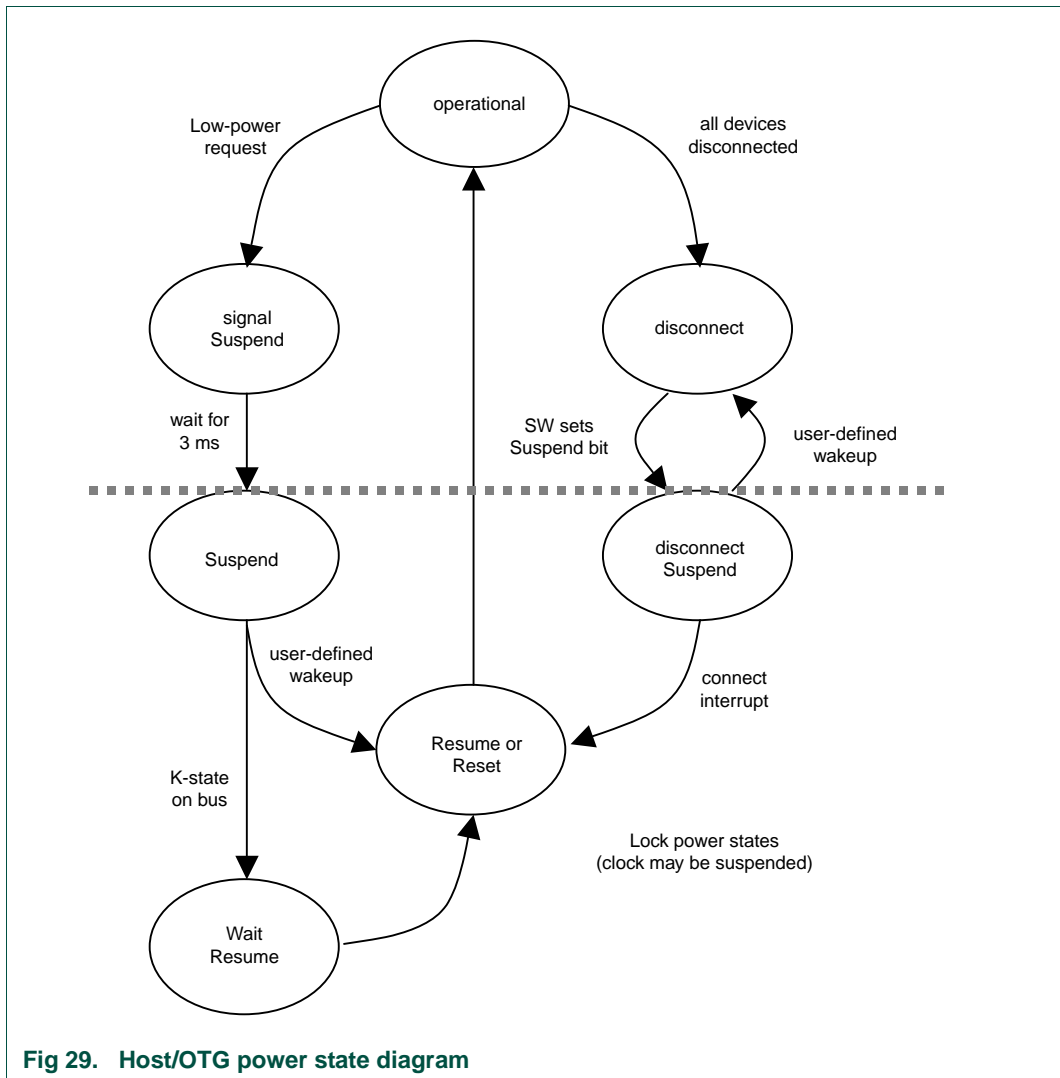 operational
Low-power
request
all devices
disconnected
signal
Suspend
disconnect
wait for
3 ms
SW sets
Suspend bit
user-defined
wakeup
Suspend
disconnect
Suspend
user-defined
wakeup
connect
interrupt
Resume or
Reset
K-state
on bus
Lock power states
(clock may be suspended)
Wait
Resume
Fig 29. Host/OTG power state diagram